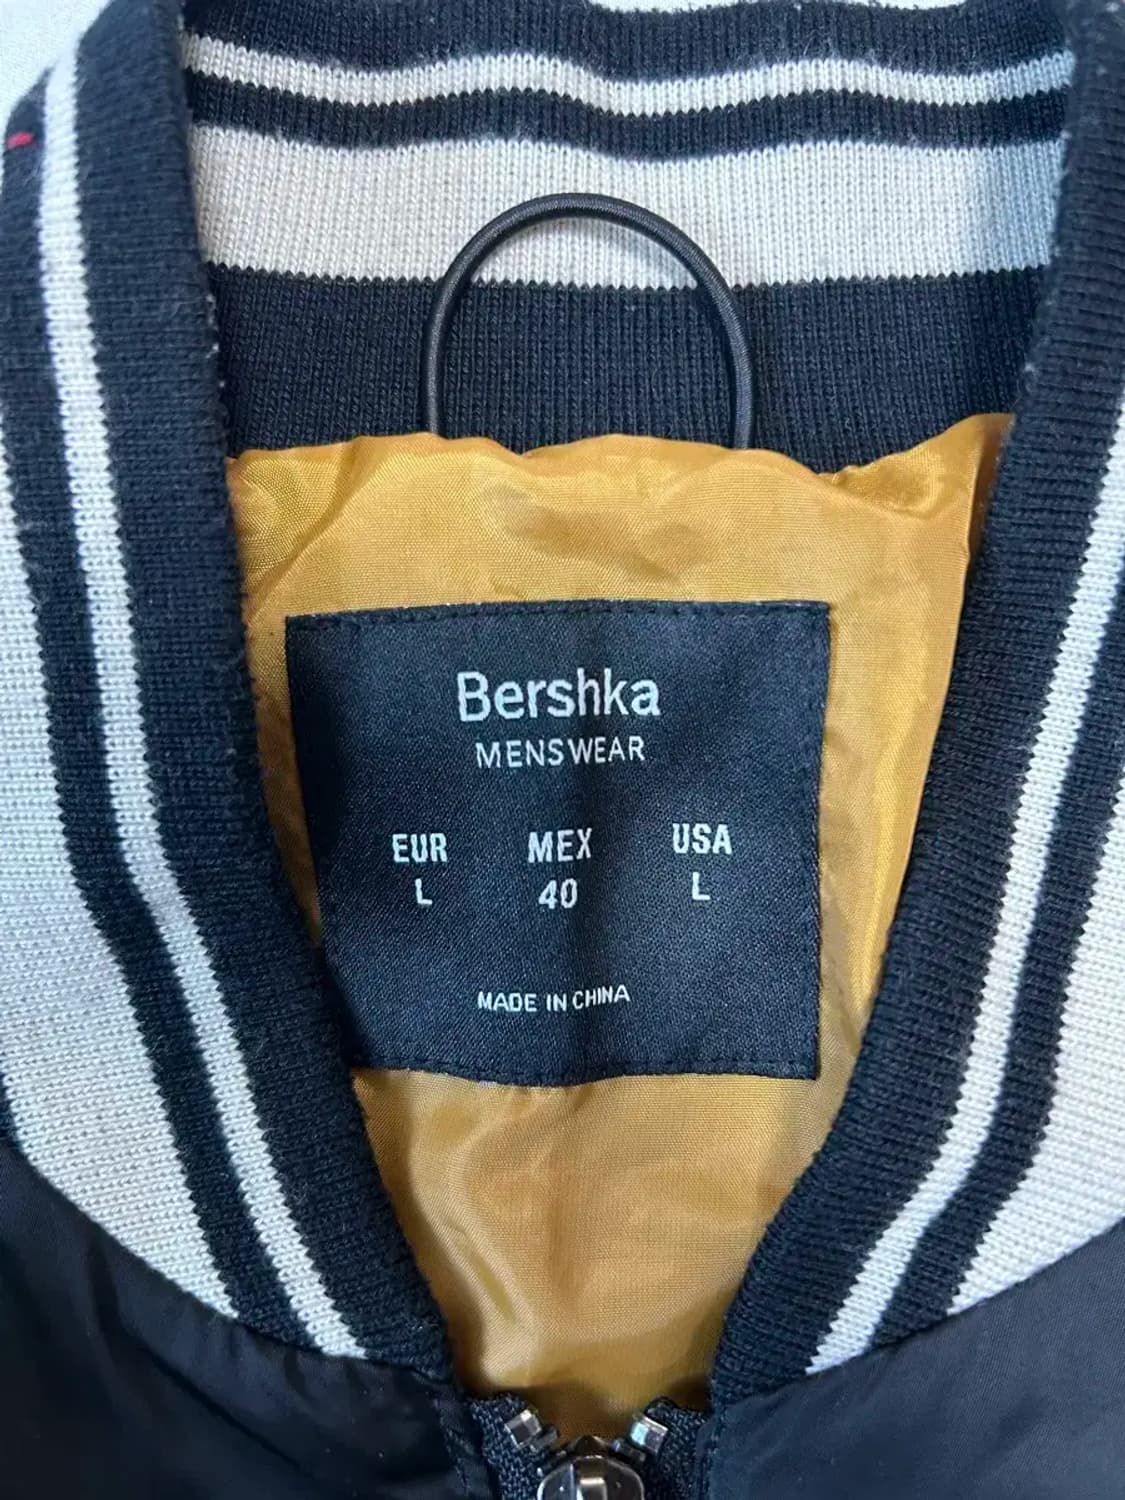 Bershka
MENSWEAR
EUR MEX USA
L 40 L
MADE IN CHINA